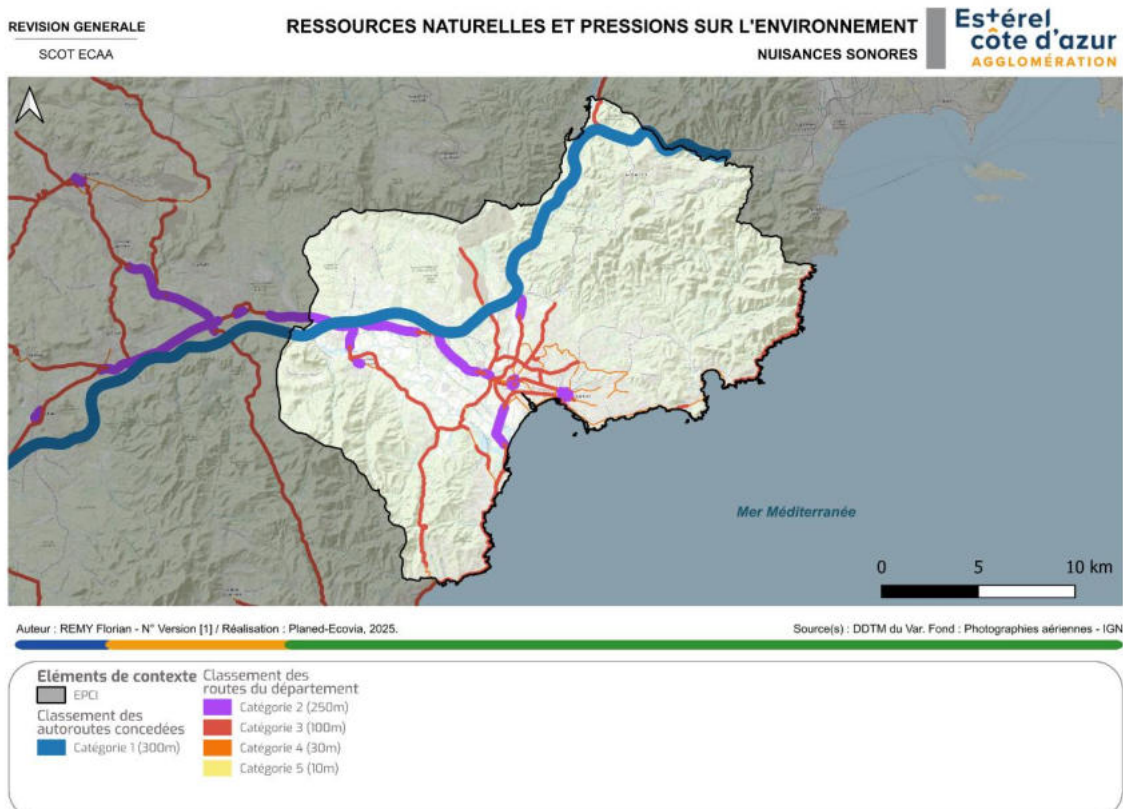 REVISION GENERALE
SCOT ECAA
RESSOURCES NATURELLES ET PRESSIONS SUR L'ENVIRONNEMENT
NUISANCES SONORES
Estérel
côte d'azur
AGGLOMÉRATION
Mer Méditerranée
0 5 10 km
Auteur : REMY Florian - N° Version [1] / Réalisation : Planed-Ecovia, 2025.
Source(s) : DDTM du Var. Fond : Photographies aériennes - IGN
Eléments de contexte
EPCI
Classement des
autoroutes concedées
Catégorie 1 (300m)
Classement des
routes du département
Catégorie 2 (250m)
Catégorie 3 (100m)
Catégorie 4 (30m)
Catégorie 5 (10m)